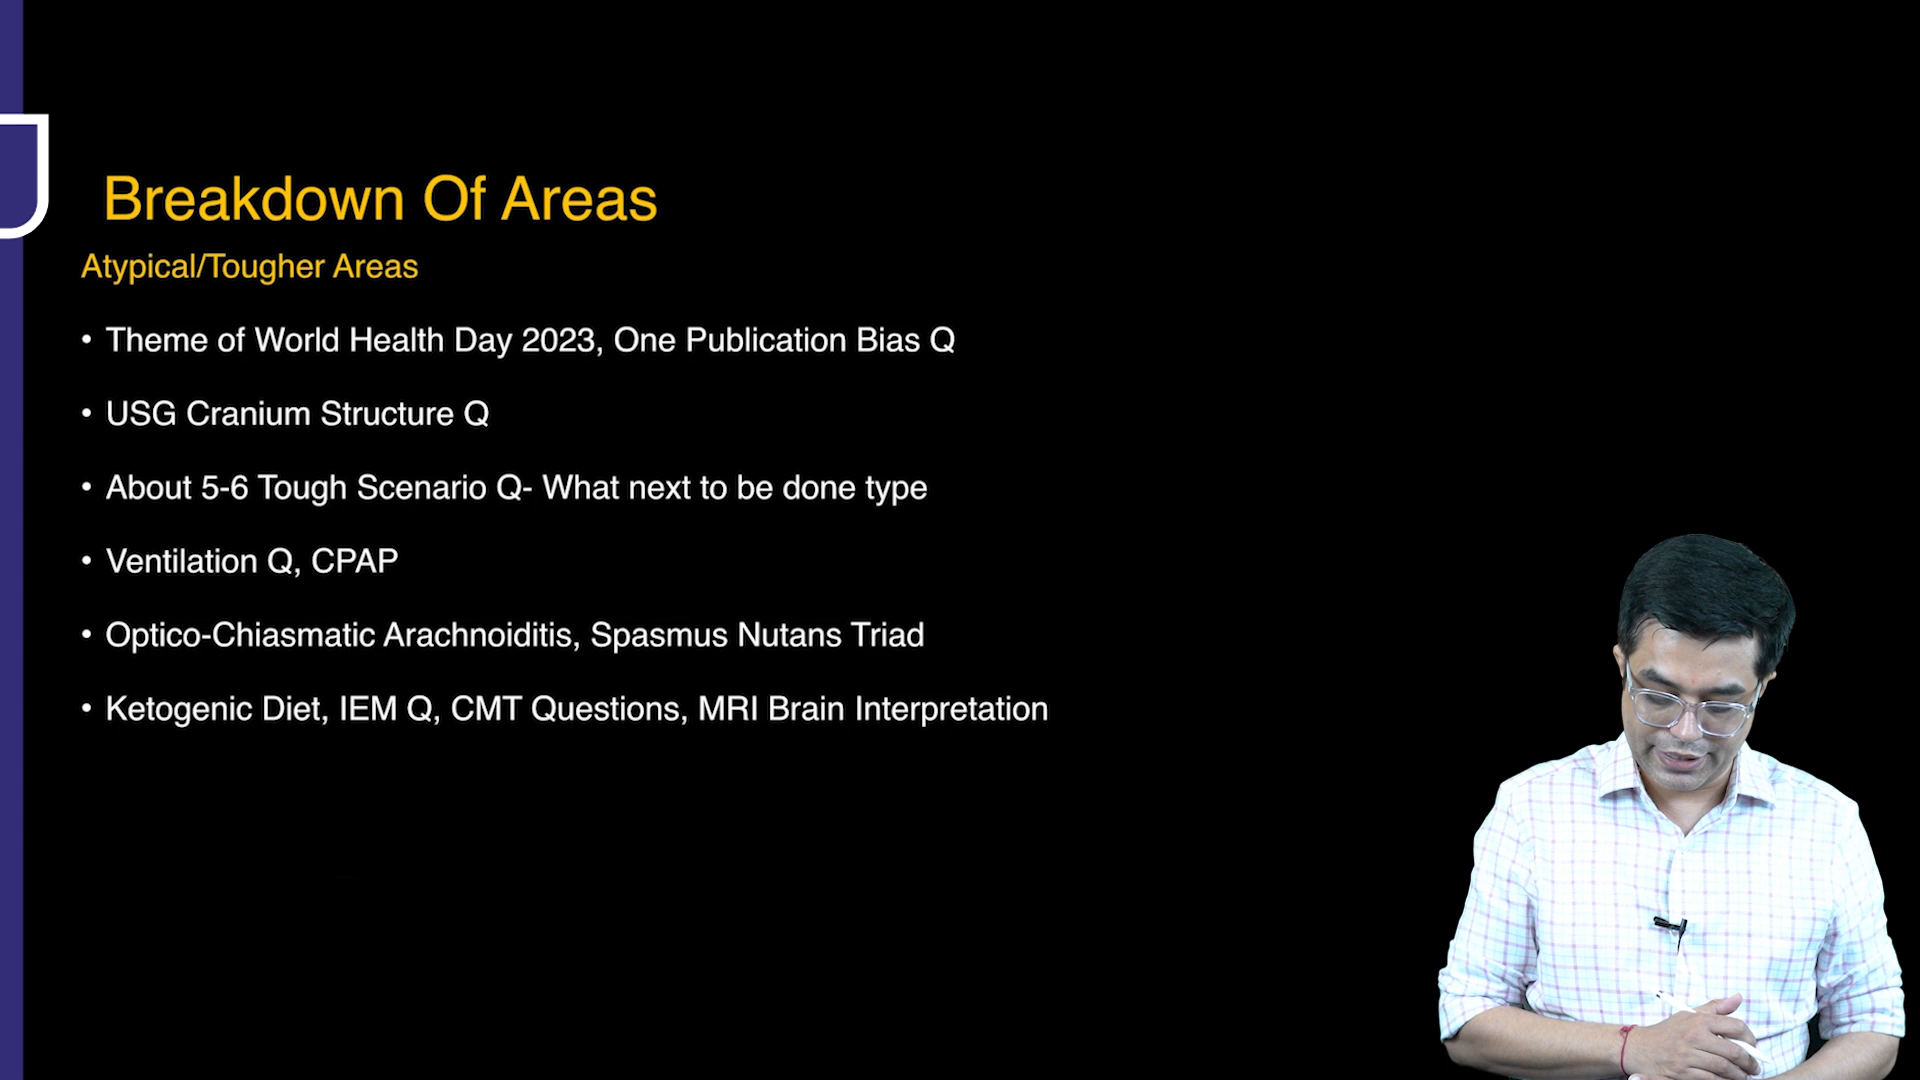 Breakdown Of Areas
Atypical/Tougher Areas
• Theme of World Health Day 2023, One Publication Bias Q
• USG Cranium Structure Q
• About 5-6 Tough Scenario Q- What next to be done type
• Ventilation Q, CPAP
• Optico-Chiasmatic Arachnoiditis, Spasmus Nutans Triad
• Ketogenic Diet, IEM Q, CMT Questions, MRI Brain Interpretation